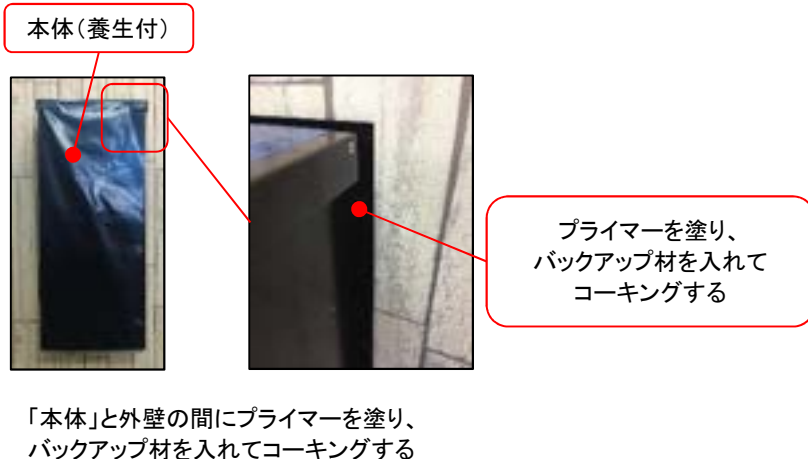 本体（養生付）
プライマーを塗り、
バックアップ材を入れて
コーキングする
「本体」と外壁の間にプライマーを塗り、
バックアップ材を入れてコーキングする